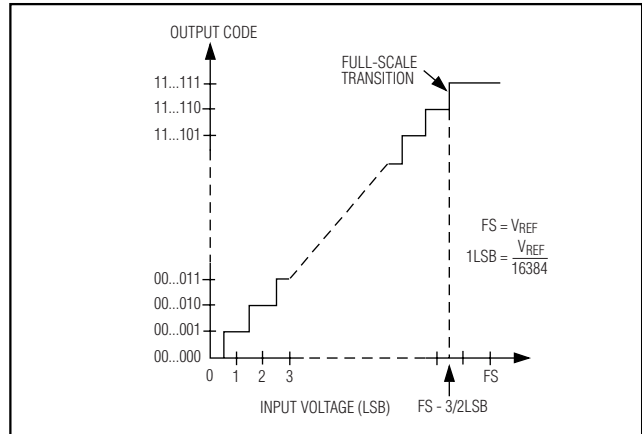 OUTPUT CODE
FULL-SCALE
TRANSITION
11...111
11...110
11...101
FS = VREF
1LSB = VREF
16384
00...011
00...010
00...001
00...000
0 1 2 3 FS
INPUT VOLTAGE (LSB) FS - 3/2LSB